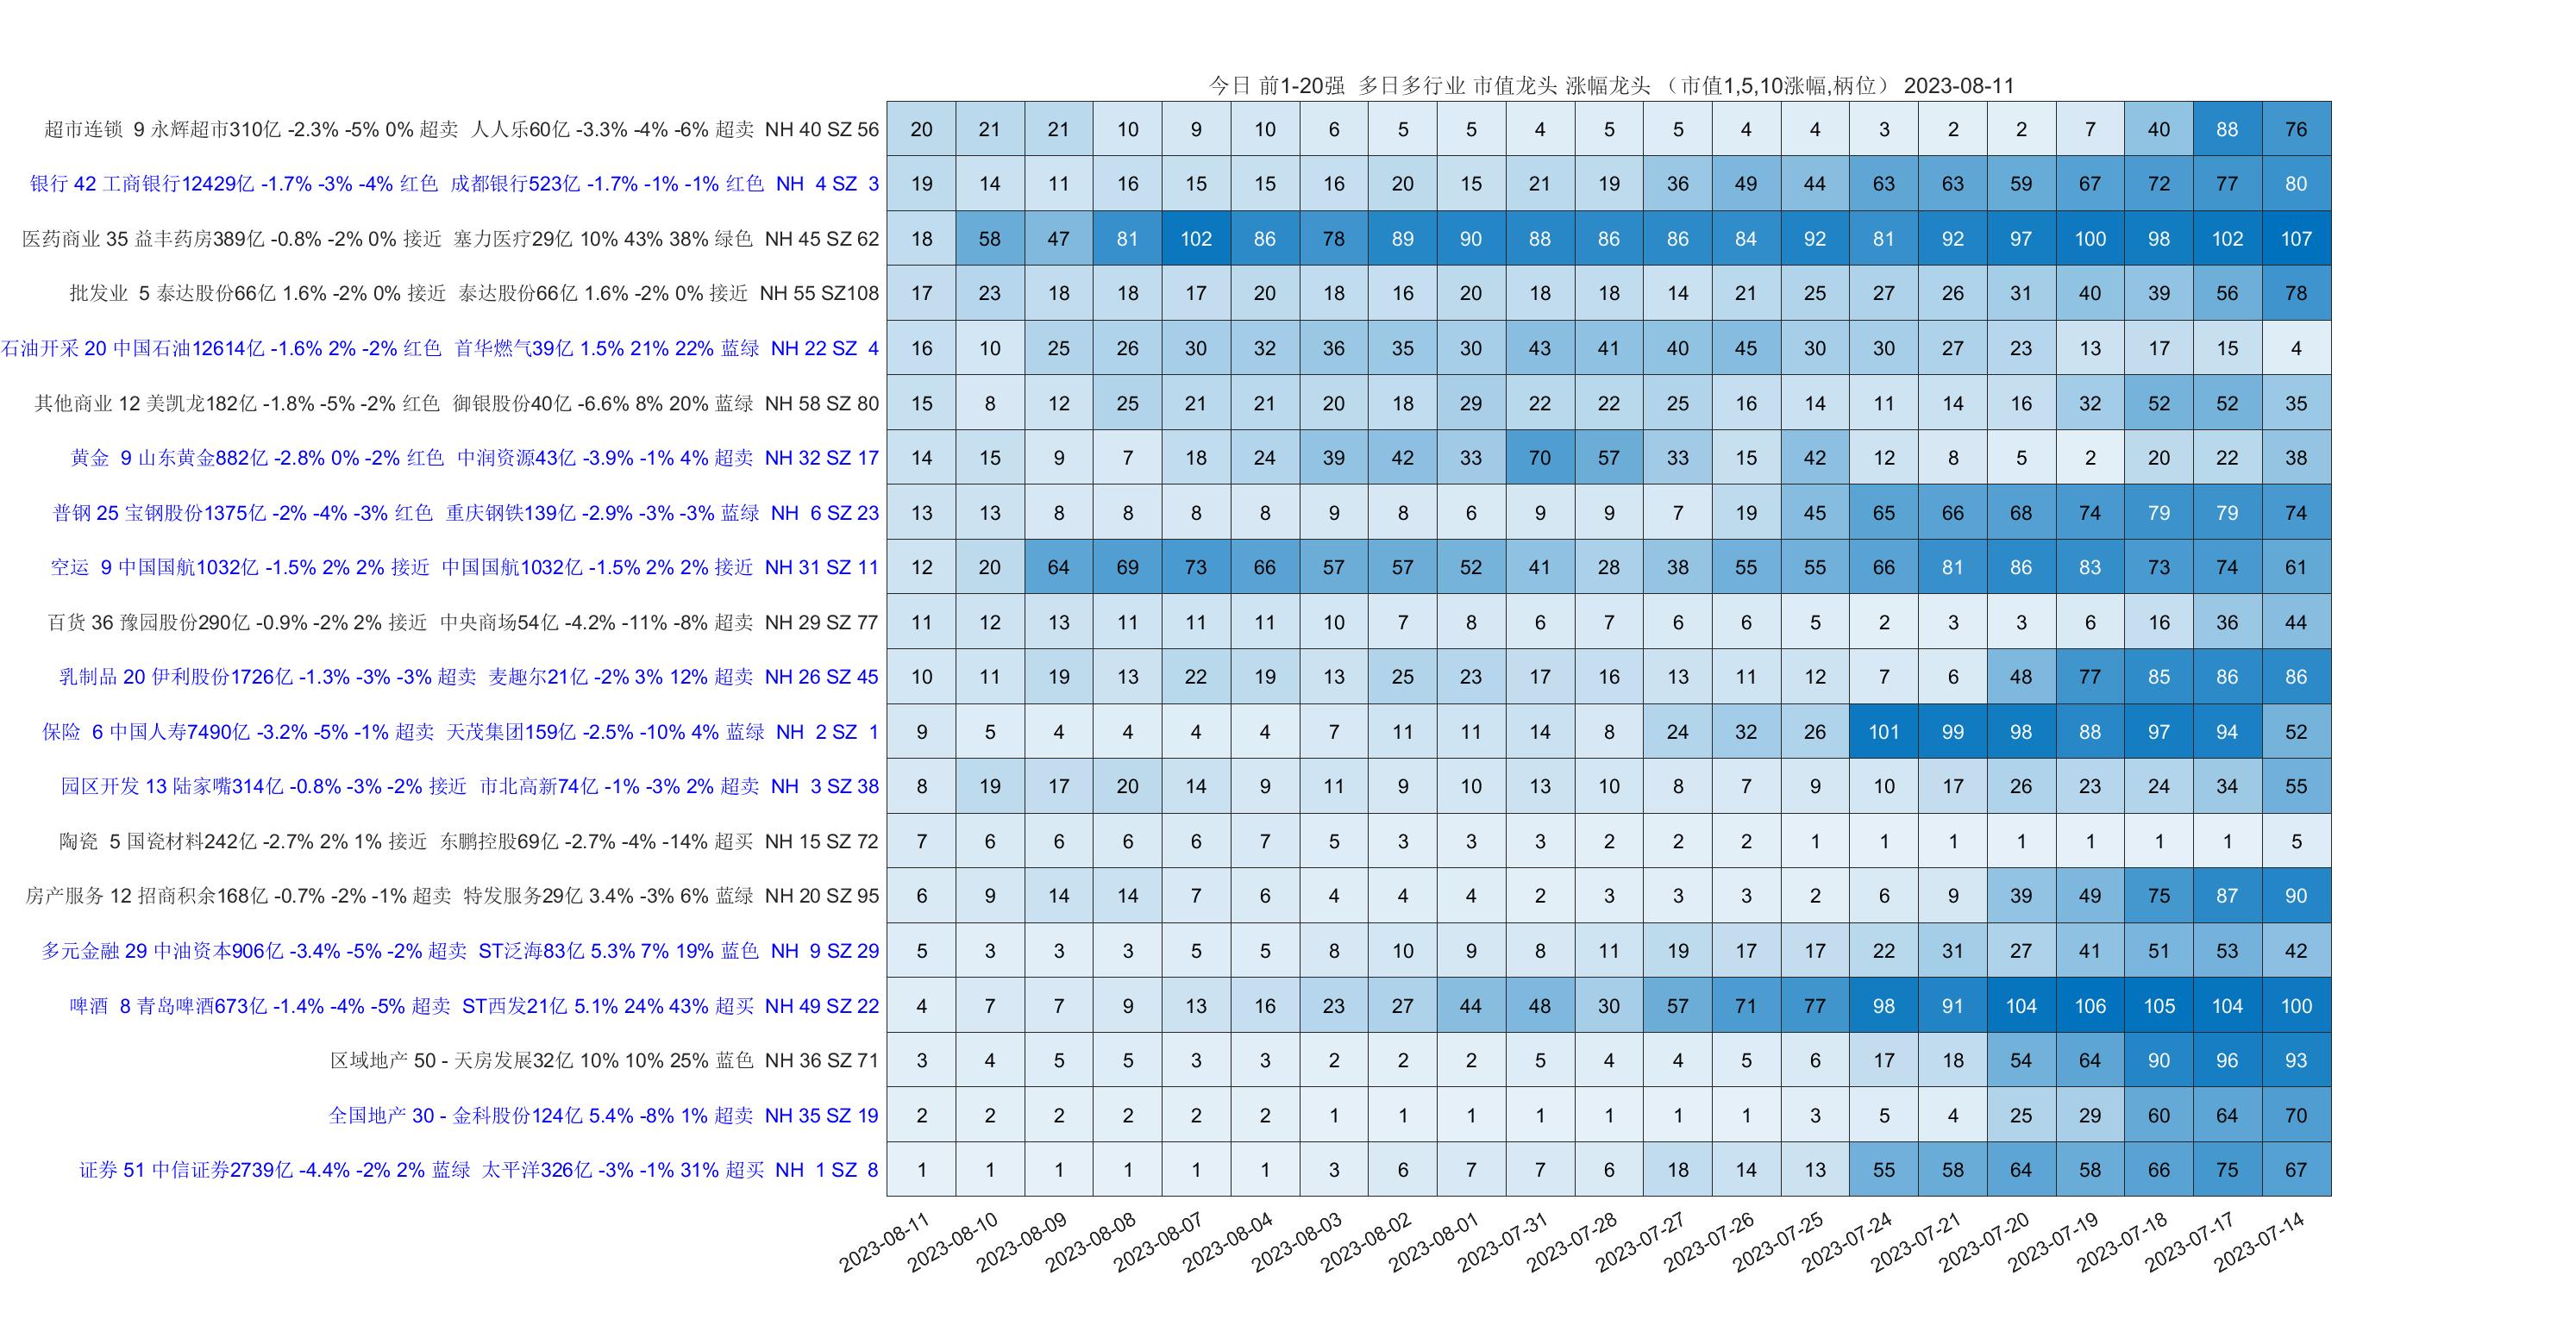 今日 前1-20强 多日多行业 市值龙头 涨幅龙头 （市值1,5,10涨幅,柄位） 2023-08-11
超市连锁 9 永辉超市310亿 -2.3% -5% 0% 超卖 人人乐60亿 -3.3% -4% -6% 超卖 NH 40 SZ 56 20 21 21 10 9 10 6 5 5 4 5 5 4 4 3 2 2 7 40 88 76
银行 42 工商银行12429亿 -1.7% -3% -4% 红色 成都银行523亿 -1.7% -1% -1% 红色 NH 4 SZ 3 19 14 11 16 15 15 16 20 15 21 19 36 49 44 63 63 59 67 72 77 80
医药商业 35 益丰药房389亿 -0.8% -2% 0% 接近 塞力医疗29亿 10% 43% 38% 绿色 NH 45 SZ 62 18 58 47 81 102 86 78 89 90 88 86 86 84 92 81 92 97 100 98 102 107
批发业 5 泰达股份66亿 1.6% -2% 0% 接近 泰达股份66亿 1.6% -2% 0% 接近 NH 55 SZ108 17 23 18 18 17 20 18 16 20 18 18 14 21 25 27 26 31 40 39 56 78
石油开采 20 中国石油12614亿 -1.6% 2% -2% 红色 首华燃气39亿 1.5% 21% 22% 蓝绿 NH 22 SZ 4 16 10 25 26 30 32 36 35 30 43 41 40 45 30 30 27 23 13 17 15 4
其他商业 12 美凯龙182亿 -1.8% -5% -2% 红色 御银股份40亿 -6.6% 8% 20% 蓝绿 NH 58 SZ 80 15 8 12 25 21 21 20 18 29 22 22 25 16 14 11 14 16 32 52 52 35
黄金 9 山东黄金882亿 -2.8% 0% -2% 红色 中润资源43亿 -3.9% -1% 4% 超卖 NH 32 SZ 17 14 15 9 7 18 24 39 42 33 70 57 33 15 42 12 8 5 2 20 22 38
普钢 25 宝钢股份1375亿 -2% -4% -3% 红色 重庆钢铁139亿 -2.9% -3% -3% 蓝绿 NH 6 SZ 23 13 13 8 8 8 8 9 8 6 9 9 7 19 45 65 66 68 74 79 79 74
空运 9 中国国航1032亿 -1.5% 2% 2% 接近 中国国航1032亿 -1.5% 2% 2% 接近 NH 31 SZ 11 12 20 64 69 73 66 57 57 52 41 28 38 55 55 66 81 86 83 73 74 61
百货 36 豫园股份290亿 -0.9% -2% 2% 接近 中央商场54亿 -4.2% -11% -8% 超卖 NH 29 SZ 77 11 12 13 11 11 11 10 7 8 6 7 6 6 5 2 3 3 6 16 36 44
乳制品 20 伊利股份1726亿 -1.3% -3% -3% 超卖 麦趣尔21亿 -2% 3% 12% 超卖 NH 26 SZ 45 10 11 19 13 22 19 13 25 23 17 16 13 11 12 7 6 48 77 85 86 86
保险 6 中国人寿7490亿 -3.2% -5% -1% 超卖 天茂集团159亿 -2.5% -10% 4% 蓝绿 NH 2 SZ 1 9 5 4 4 4 4 7 11 11 14 8 24 32 26 101 99 98 88 97 94 52
园区开发 13 陆家嘴314亿 -0.8% -3% -2% 接近 市北高新74亿 -1% -3% 2% 超卖 NH 3 SZ 38 8 19 17 20 14 9 11 9 10 13 10 8 7 9 10 17 26 23 24 34 55
陶瓷 5 国瓷材料242亿 -2.7% 2% 1% 接近 东鹏控股69亿 -2.7% -4% -14% 超买 NH 15 SZ 72 7 6 6 6 6 7 5 3 3 3 2 2 2 1 1 1 1 1 1 1 5
房产服务 12 招商积余168亿 -0.7% -2% -1% 超卖 特发服务29亿 3.4% -3% 6% 蓝绿 NH 20 SZ 95 6 9 14 14 7 6 4 4 4 2 3 3 3 2 6 9 39 49 75 87 90
多元金融 29 中油资本906亿 -3.4% -5% -2% 超卖 ST泛海83亿 5.3% 7% 19% 蓝色 NH 9 SZ 29 5 3 3 3 5 5 8 10 9 8 11 19 17 17 22 31 27 41 51 53 42
啤酒 8 青岛啤酒673亿 -1.4% -4% -5% 超卖 ST西发21亿 5.1% 24% 43% 超买 NH 49 SZ 22 4 7 7 9 13 16 23 27 44 48 30 57 71 77 98 91 104 106 105 104 100
区域地产 50 - 天房发展32亿 10% 10% 25% 蓝色 NH 36 SZ 71 3 4 5 5 3 3 2 2 2 5 4 4 5 6 17 18 54 64 90 96 93
全国地产 30 - 金科股份124亿 5.4% -8% 1% 超卖 NH 35 SZ 19 2 2 2 2 2 2 1 1 1 1 1 1 1 3 5 4 25 29 60 64 70
证券 51 中信证券2739亿 -4.4% -2% 2% 蓝绿 太平洋326亿 -3% -1% 31% 超买 NH 1 SZ 8 1 1 1 1 1 1 3 6 7 7 6 18 14 13 55 58 64 58 66 75 67
2023-08-11 2023-08-10 2023-08-09 2023-08-08 2023-08-07 2023-08-04 2023-08-03 2023-08-02 2023-08-01 2023-07-31 2023-07-28 2023-07-27 2023-07-26 2023-07-25 2023-07-24 2023-07-21 2023-07-20 2023-07-19 2023-07-18 2023-07-17 2023-07-14